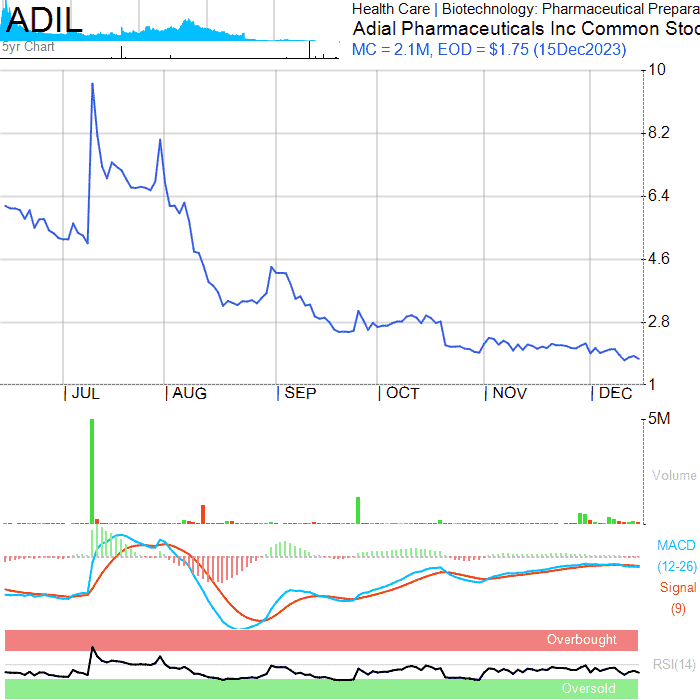 ADIL
5yr Chart
Health Care | Biotechnology: Pharmaceutical Prepara
Adial Pharmaceuticals Inc Common Stoc
MC = 2.1M, EOD = $1.75 (15Dec2023)
10
8.2
6.4
4.6
2.8
1
JUL AUG SEP OCT NOV DEC
5M
Volume
MACD
(12-26)
Signal
(9)
Overbought
RSI(14)
Oversold